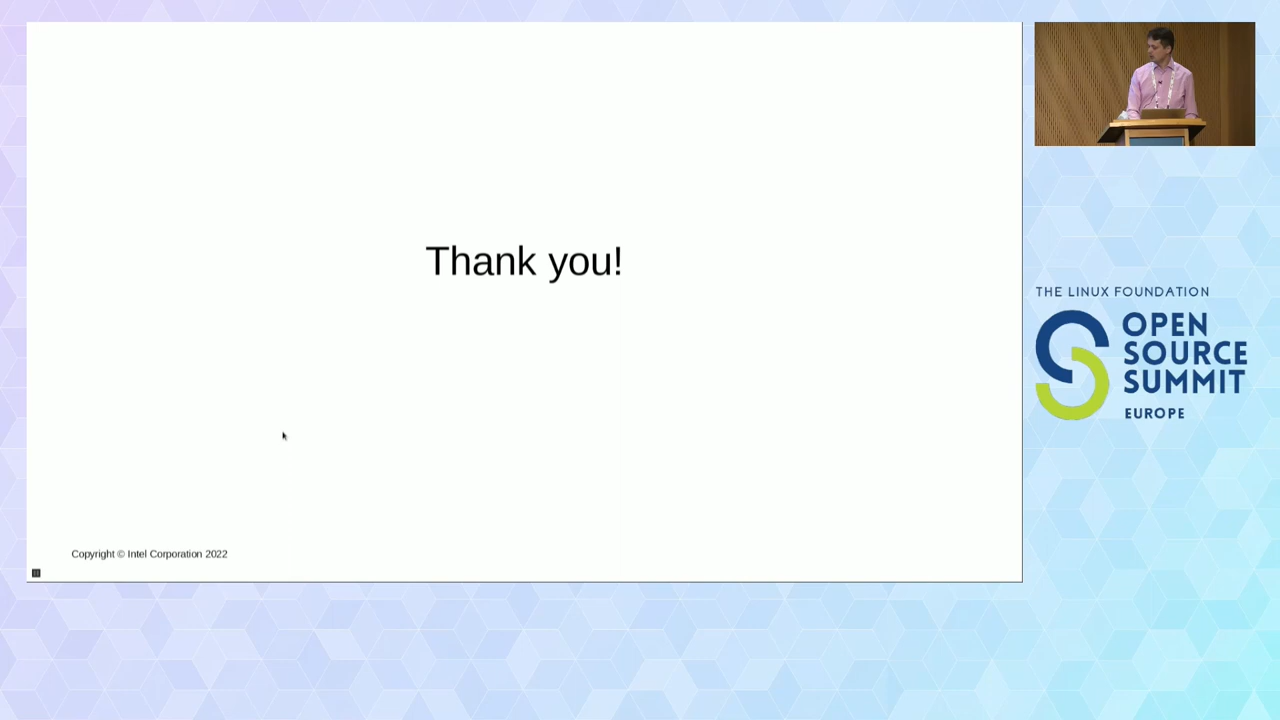 Thank you!
Copyright © Intel Corporation 2022
THE LINUX FOUNDATION
OPEN
SOURCE
SUMMIT
EUROPE